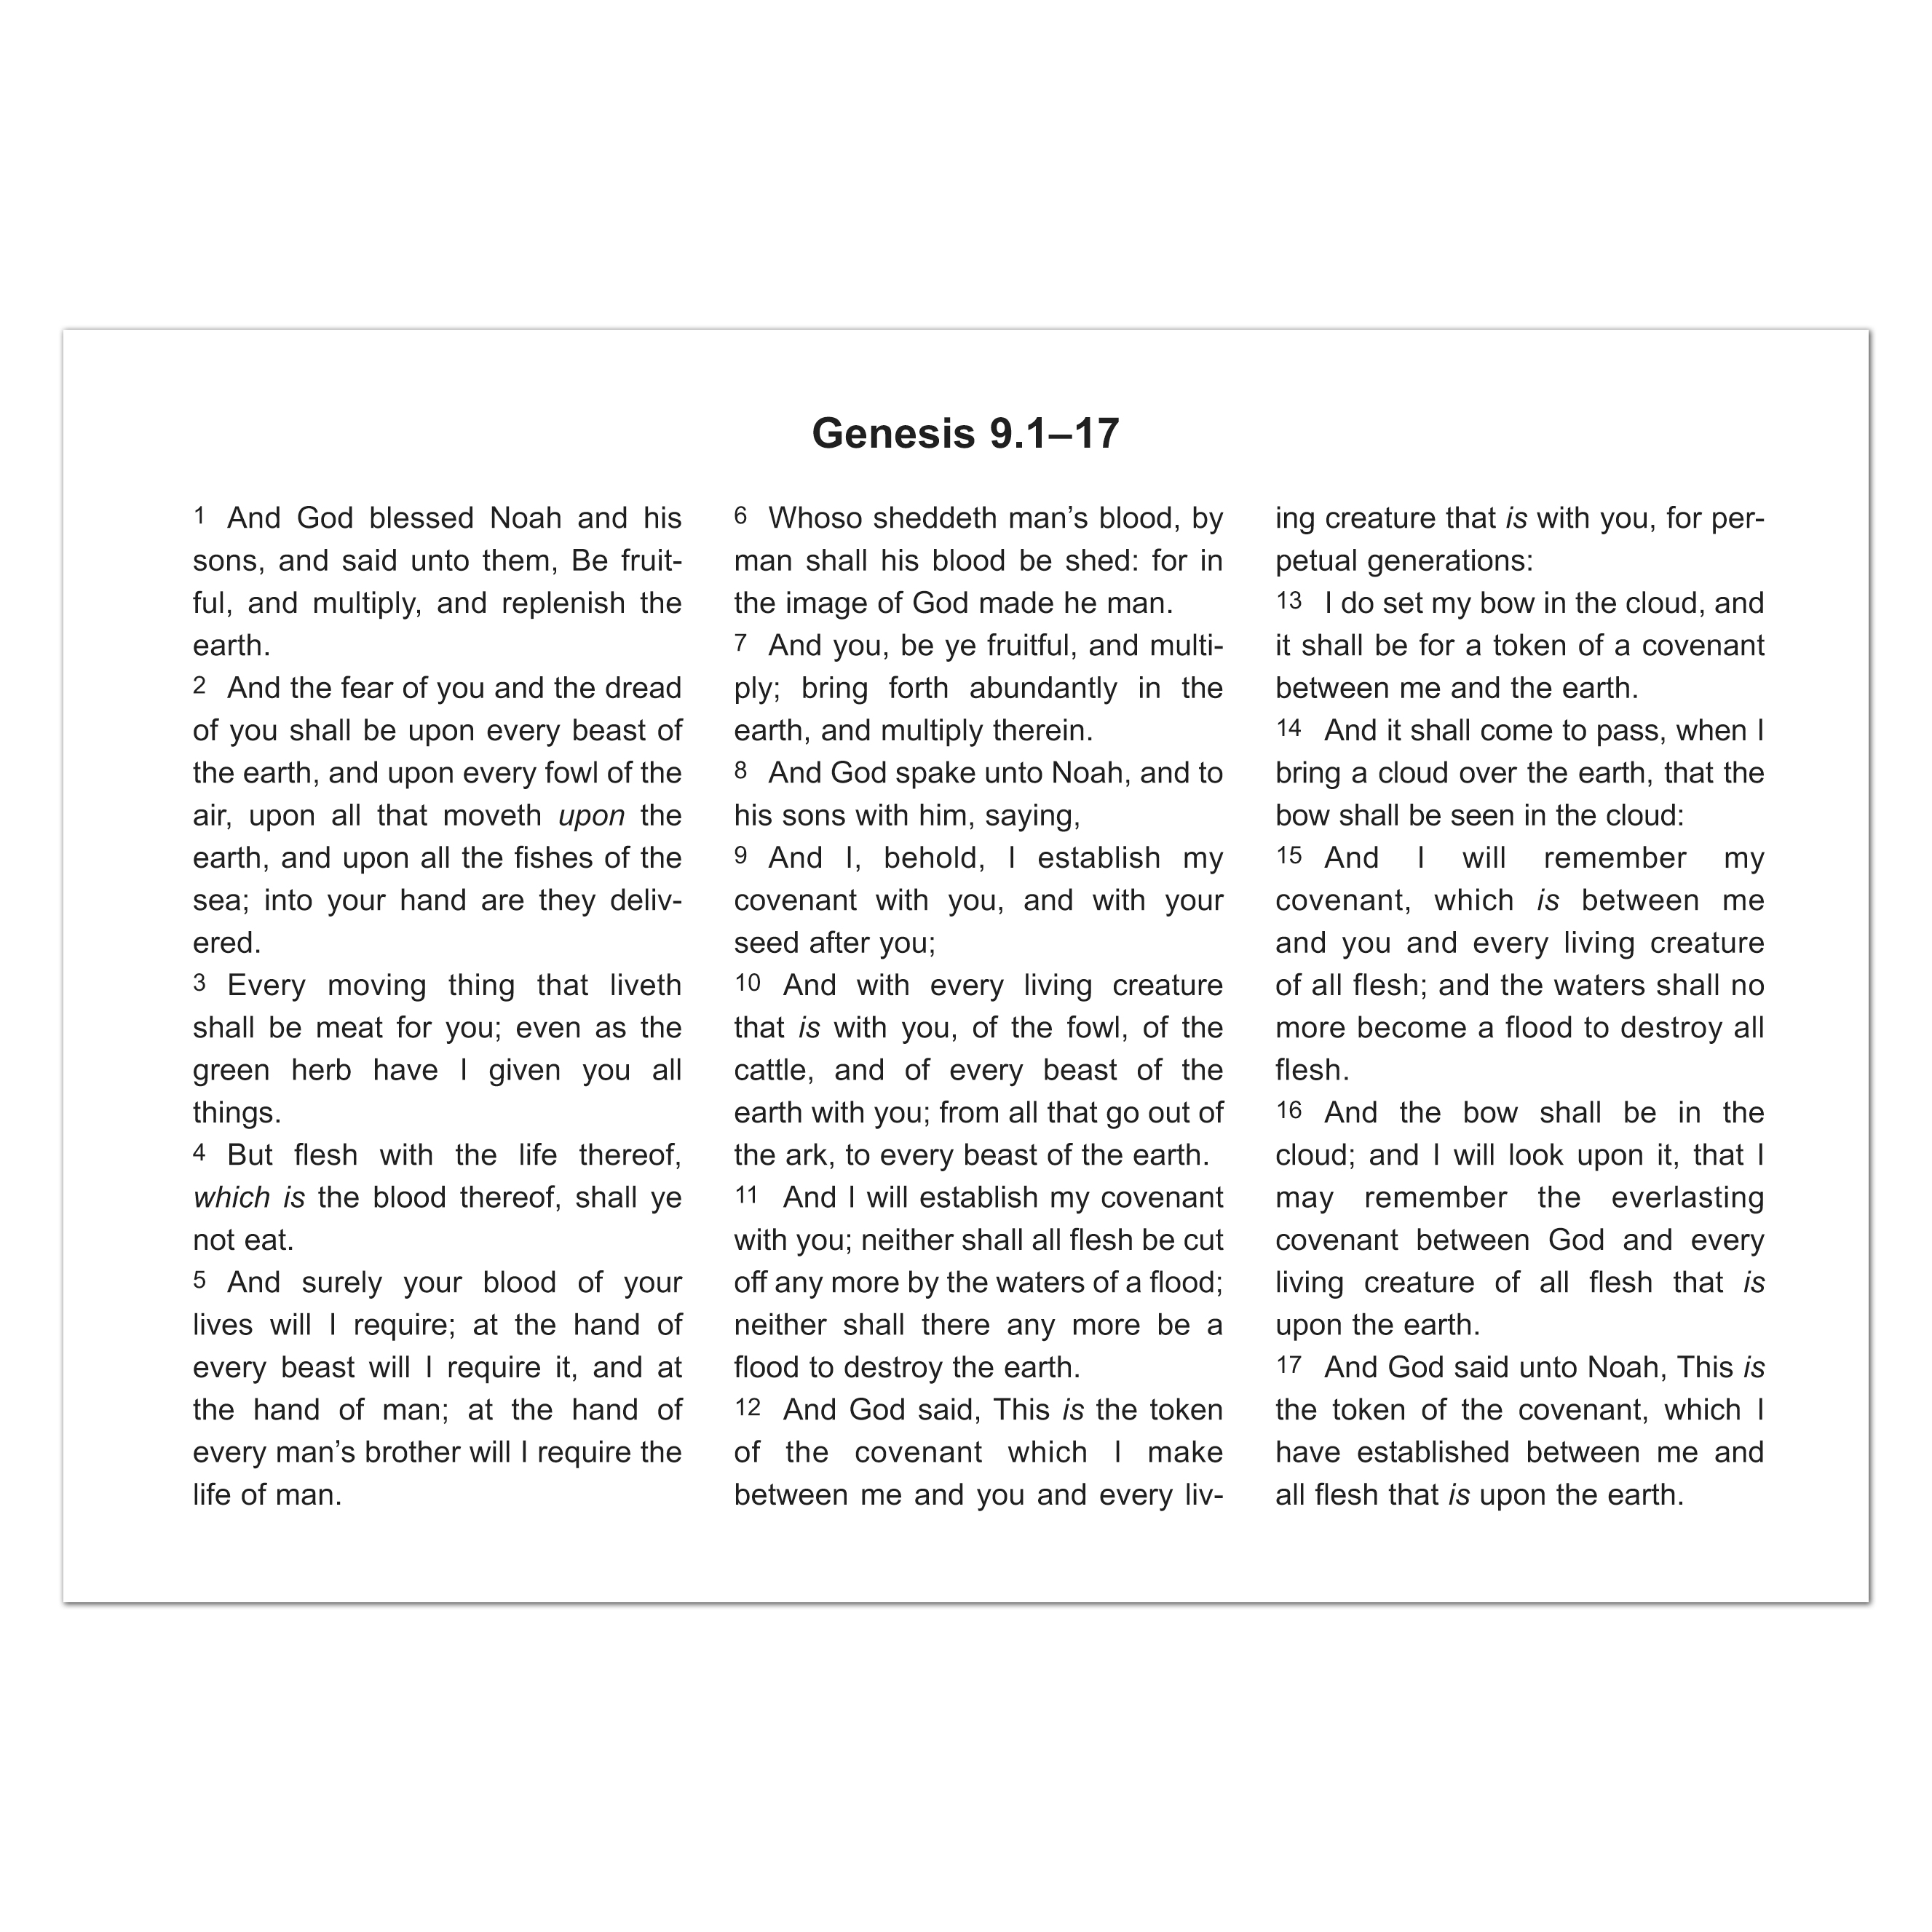 Genesis 9.1–17
1 And God blessed Noah and his
sons, and said unto them, Be fruit-
ful, and multiply, and replenish the
earth.
2 And the fear of you and the dread
of you shall be upon every beast of
the earth, and upon every fowl of the
air, upon all that moveth upon the
earth, and upon all the fishes of the
sea; into your hand are they deliv-
ered.
3 Every moving thing that liveth
shall be meat for you; even as the
green herb have I given you all
things.
4 But flesh with the life thereof,
which is the blood thereof, shall ye
not eat.
5 And surely your blood of your
lives will I require; at the hand of
every beast will I require it, and at
the hand of man; at the hand of
every man’s brother will I require the
life of man.
6 Whoso sheddeth man’s blood, by
man shall his blood be shed: for in
the image of God made he man.
7 And you, be ye fruitful, and multi-
ply; bring forth abundantly in the
earth, and multiply therein.
8 And God spake unto Noah, and to
his sons with him, saying,
9 And I, behold, I establish my
covenant with you, and with your
seed after you;
10 And with every living creature
that is with you, of the fowl, of the
cattle, and of every beast of the
earth with you; from all that go out of
the ark, to every beast of the earth.
11 And I will establish my covenant
with you; neither shall all flesh be cut
off any more by the waters of a flood;
neither shall there any more be a
flood to destroy the earth.
12 And God said, This is the token
of the covenant which I make
between me and you and every liv-
ing creature that is with you, for per-
petual generations:
13 I do set my bow in the cloud, and
it shall be for a token of a covenant
between me and the earth.
14 And it shall come to pass, when I
bring a cloud over the earth, that the
bow shall be seen in the cloud:
15 And I will remember my
covenant, which is between me
and you and every living creature
of all flesh; and the waters shall no
more become a flood to destroy all
flesh.
16 And the bow shall be in the
cloud; and I will look upon it, that I
may remember the everlasting
covenant between God and every
living creature of all flesh that is
upon the earth.
17 And God said unto Noah, This is
the token of the covenant, which I
have established between me and
all flesh that is upon the earth.